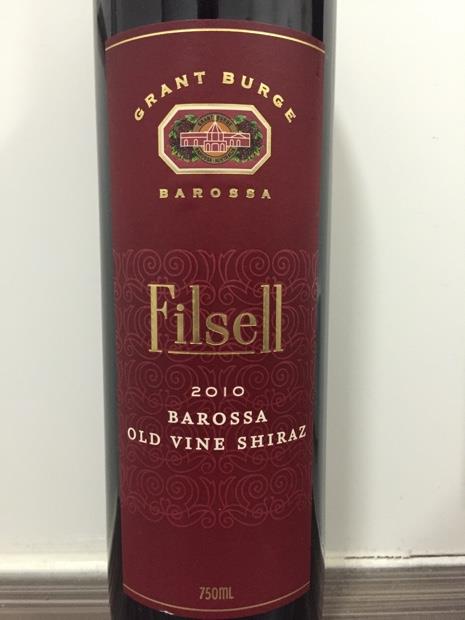 GRANT BURGE
BAROSSA
Filsell
2010
BAROSSA
OLD VINE SHIRAZ
750ML